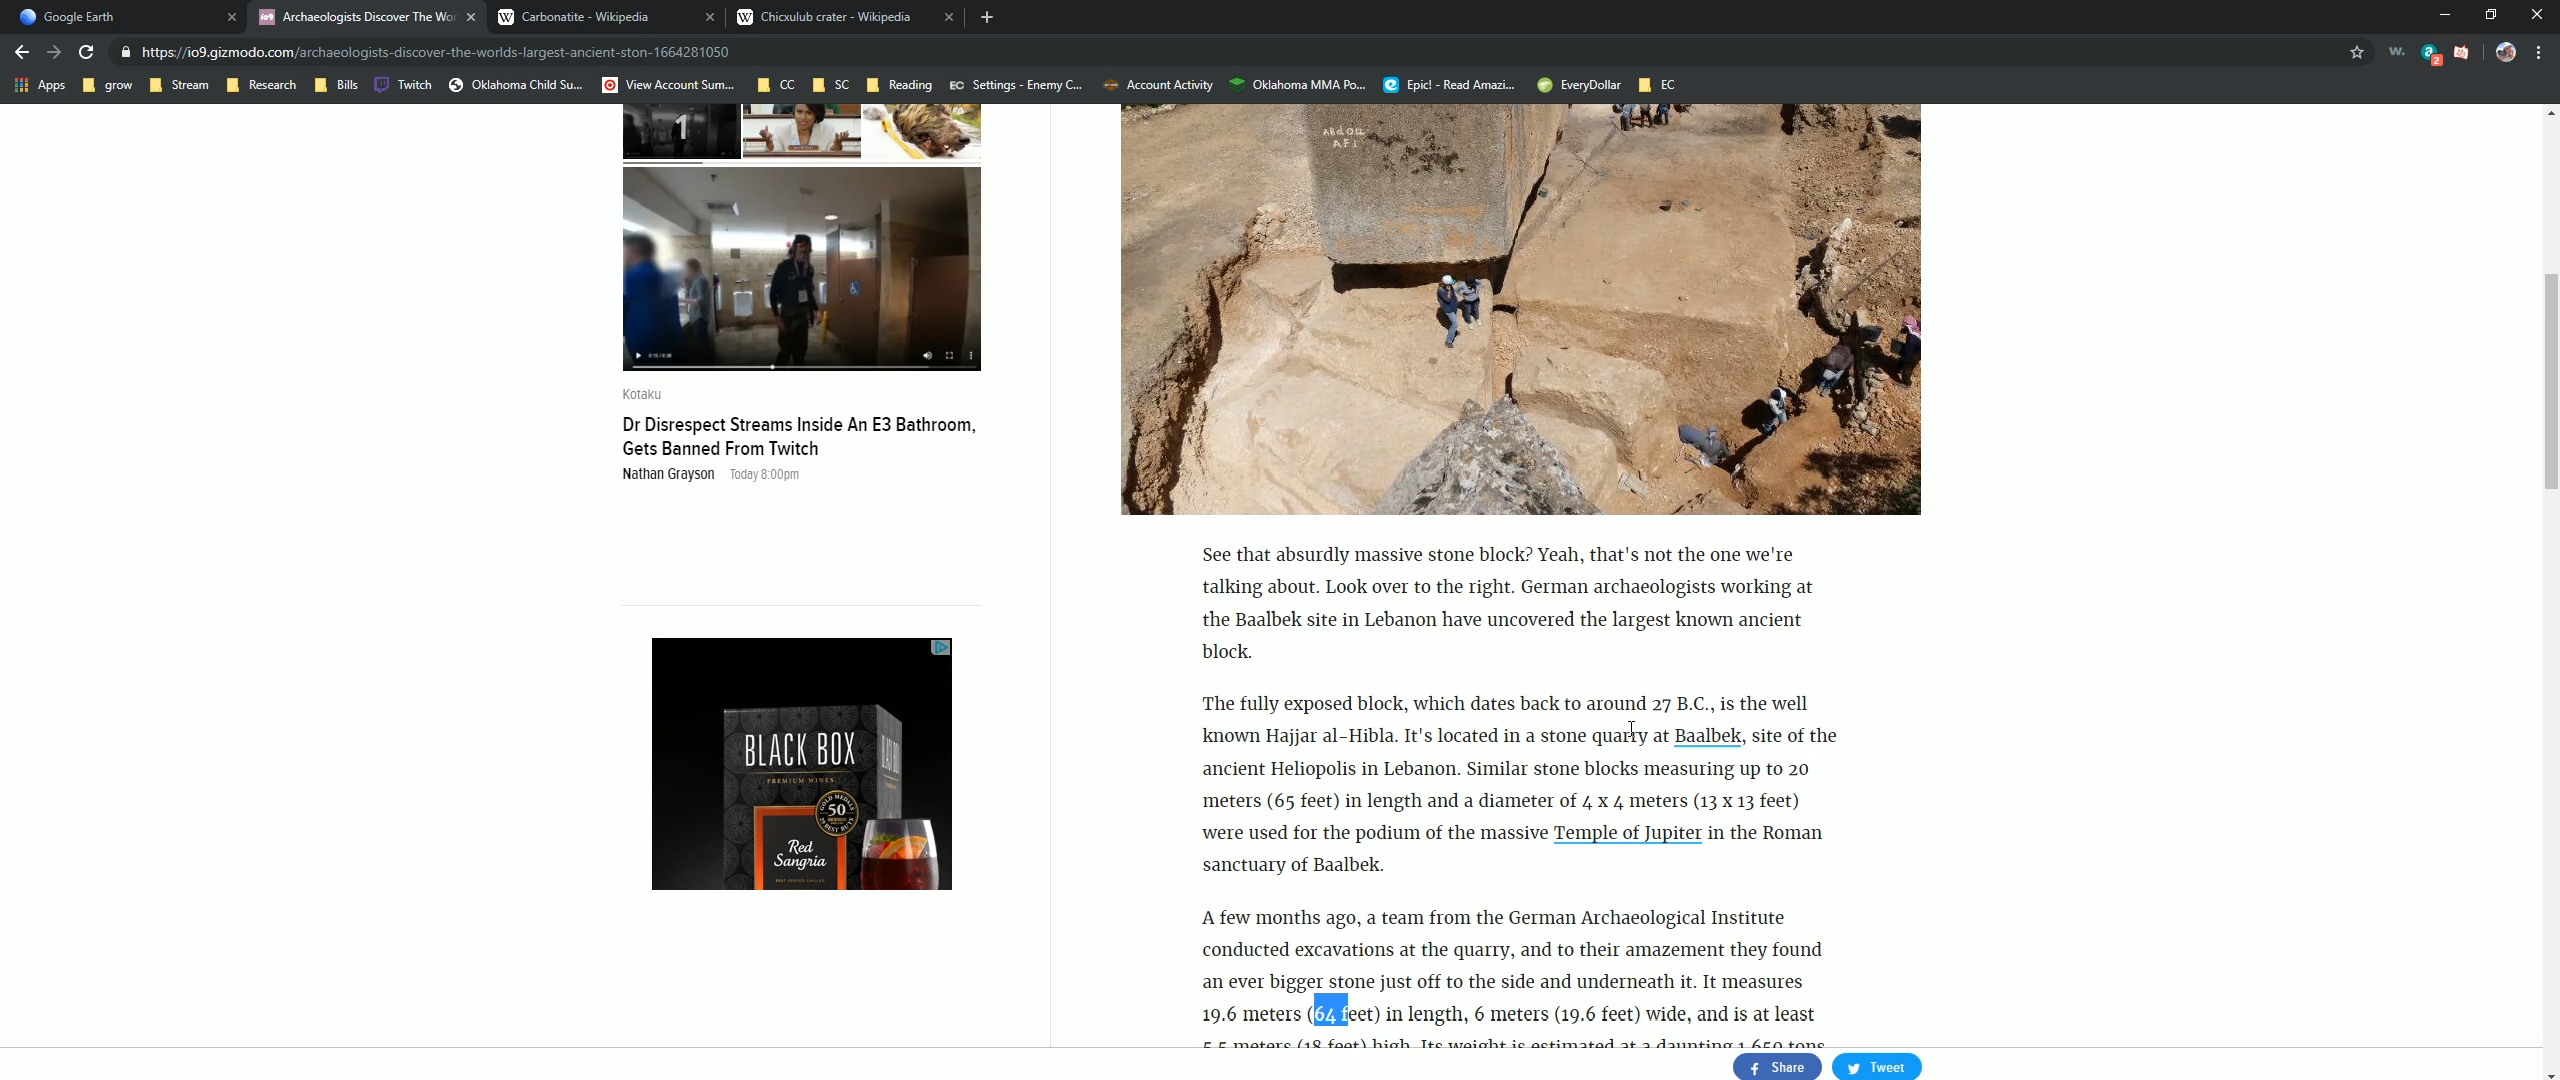 Google Earth
Archaeologists Discover The Wor
Carbonatite - Wikipedia
Chicxulub crater - Wikipedia
https://io9.gizmodo.com/archaeologists-discover-the-worlds-largest-ancient-ston-1664281050
Apps
grow
Stream
Research
Bills
Twitch
Oklahoma Child Su...
View Account Sum...
CC
SC
Reading
EC Settings - Enemy C...
Account Activity
Oklahoma MMA Po...
Epic! - Read Amazi...
EveryDollar
EC
1
Kotaku
Dr Disrespect Streams Inside An E3 Bathroom,
Gets Banned From Twitch
Nathan Grayson Today 8:00pm
BLACK BOX
PREMIUM WINES
GOLD MEDALS
50
BEST BUYS
Red
Sangria
BEST SERVED CHILLED
ABdOLL
AFI
See that absurdly massive stone block? Yeah, that's not the one we're
talking about. Look over to the right. German archaeologists working at
the Baalbek site in Lebanon have uncovered the largest known ancient
block.
The fully exposed block, which dates back to around 27 B.C., is the well
known Hajjar al-Hibla. It's located in a stone quarry at Baalbek, site of the
ancient Heliopolis in Lebanon. Similar stone blocks measuring up to 20
meters (65 feet) in length and a diameter of 4 x 4 meters (13 x 13 feet)
were used for the podium of the massive Temple of Jupiter in the Roman
sanctuary of Baalbek.
A few months ago, a team from the German Archaeological Institute
conducted excavations at the quarry, and to their amazement they found
an ever bigger stone just off to the side and underneath it. It measures
19.6 meters (64 feet) in length, 6 meters (19.6 feet) wide, and is at least
5.5 meters (18 feet) high. Its weight is estimated at a daunting 1,650 tons
Share
Tweet